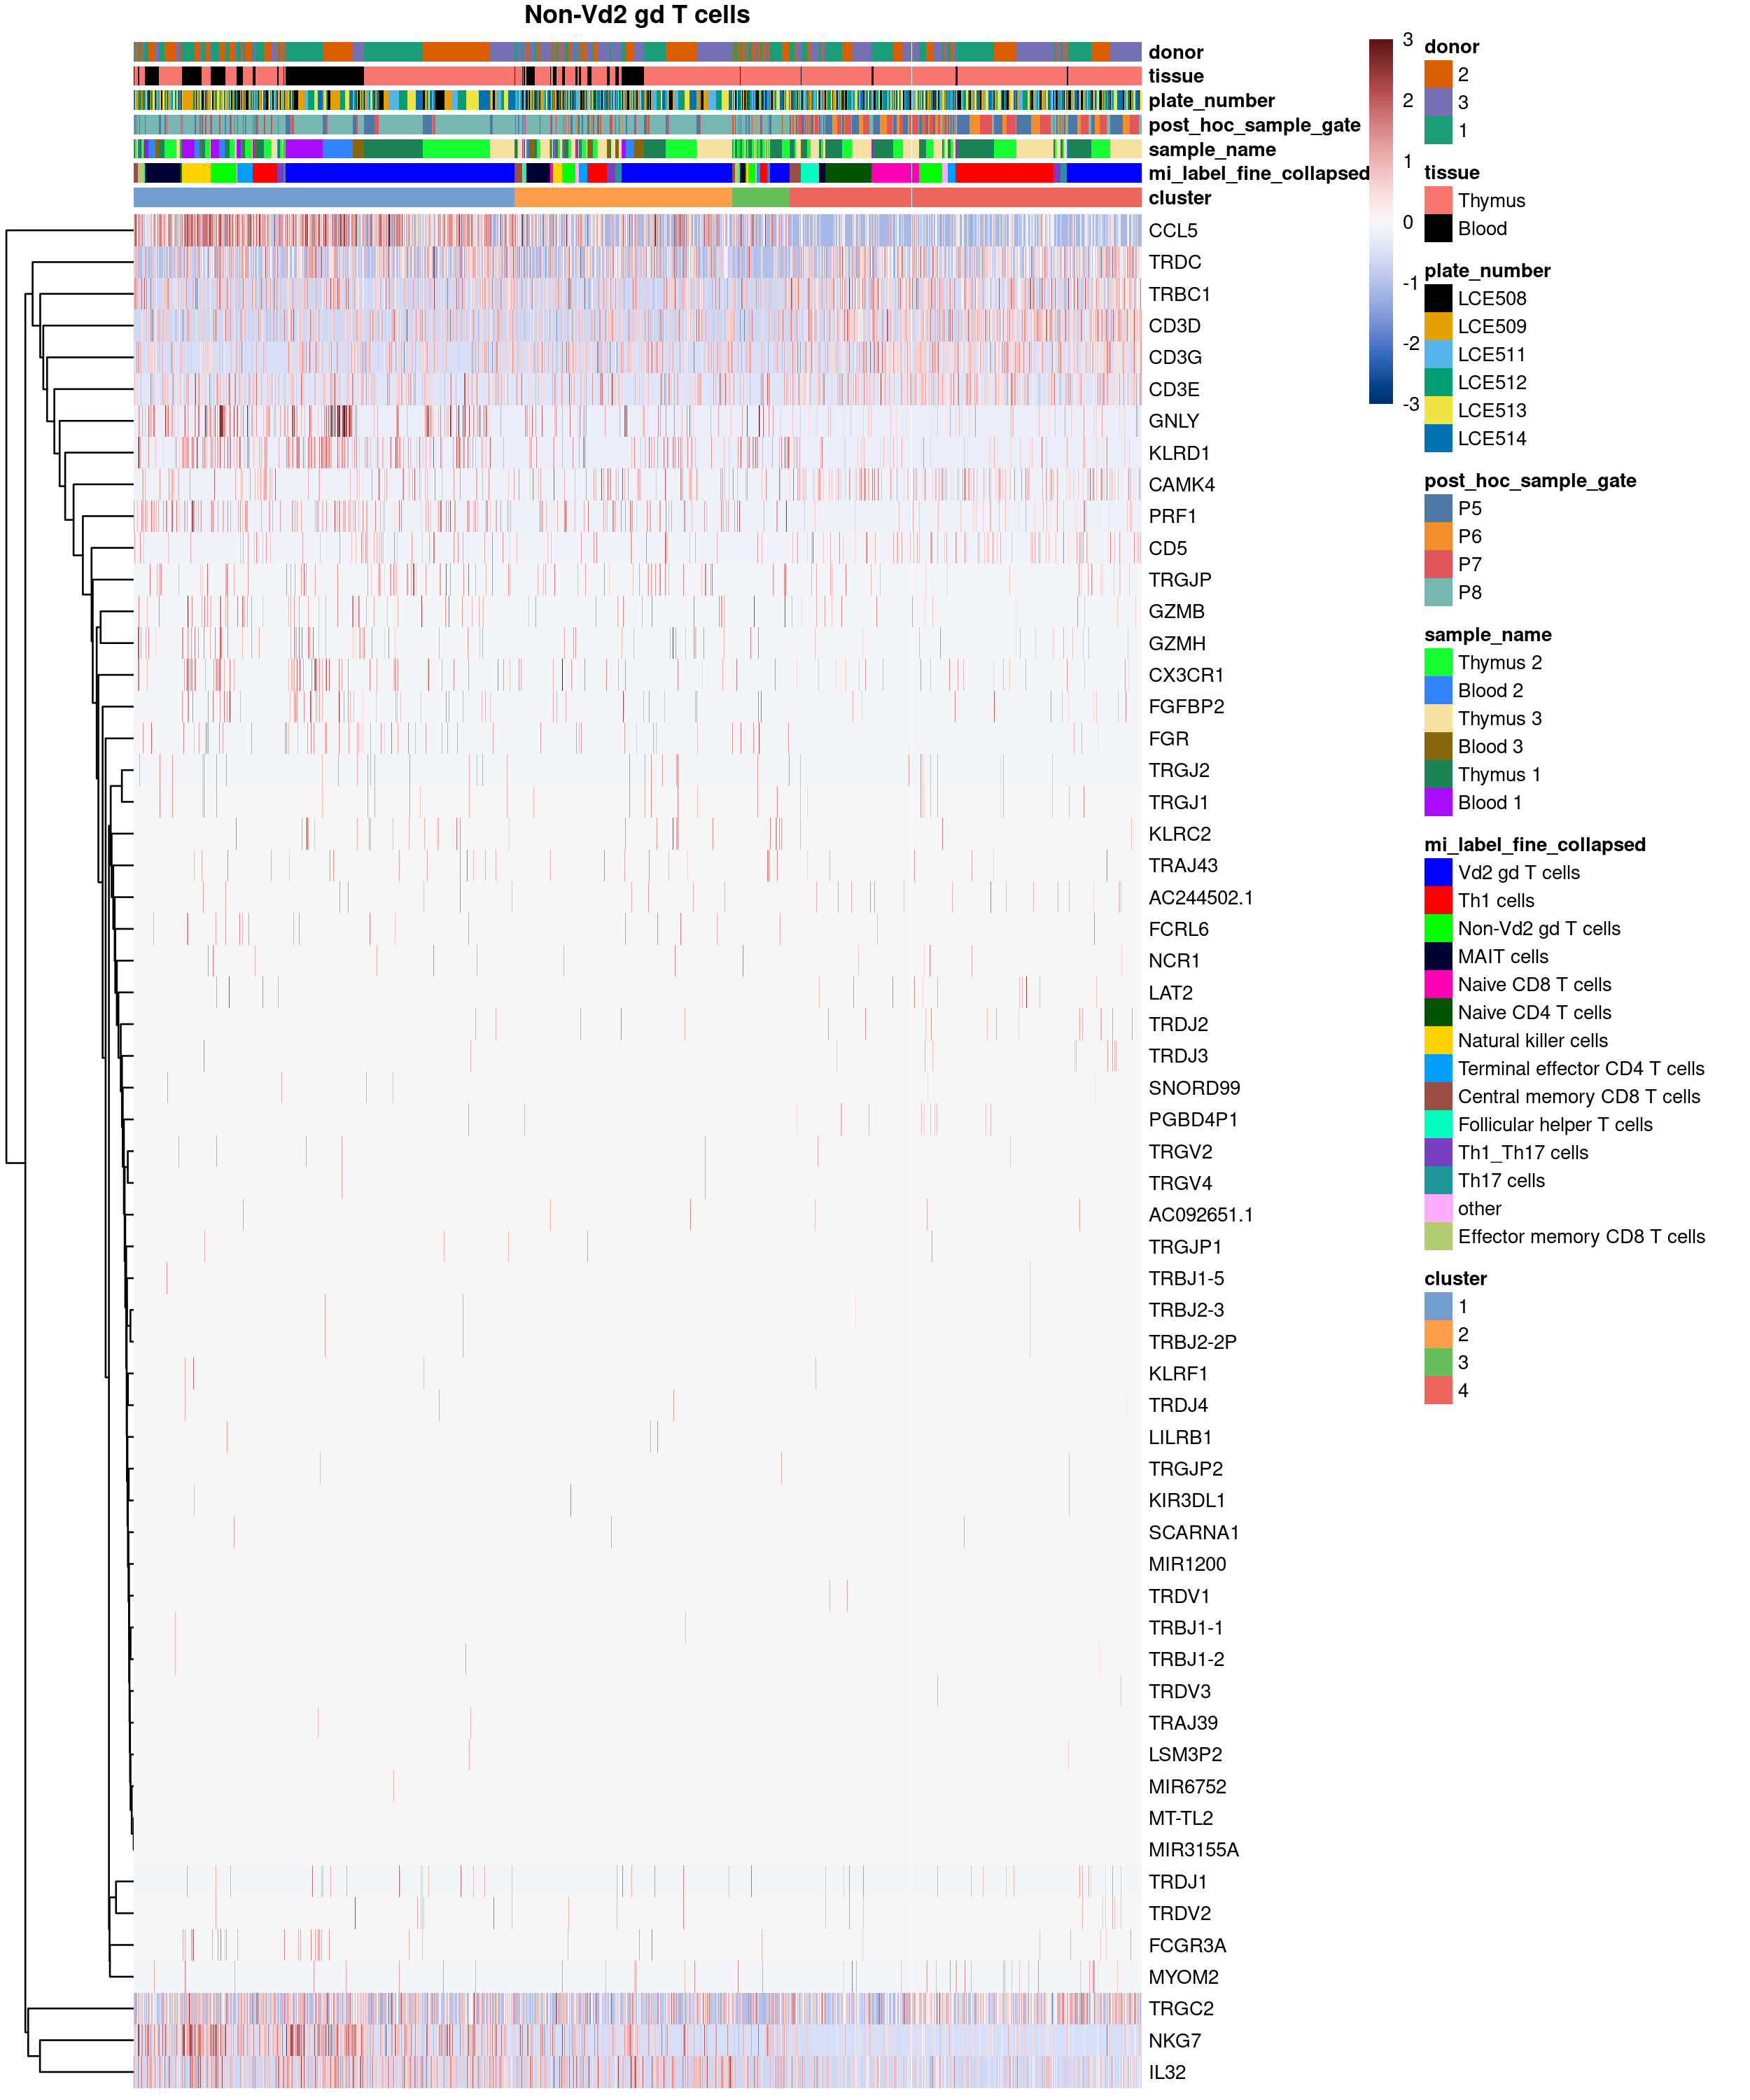 Non-Vd2 gd T cells
donor
tissue
plate_number
post_hoc_sample_gate
sample_name
mi_label_fine_collapsed
cluster
CCL5
TRDC
TRBC1
CD3D
CD3G
CD3E
GNLY
KLRD1
CAMK4
PRF1
CD5
TRGJP
GZMB
GZMH
CX3CR1
FGFBP2
FGR
TRGJ2
TRGJ1
KLRC2
TRAJ43
AC244502.1
FCRL6
NCR1
LAT2
TRDJ2
TRDJ3
SNORD99
PGBD4P1
TRGV2
TRGV4
AC092651.1
TRGJP1
TRBJ1-5
TRBJ2-3
TRBJ2-2P
KLRF1
TRDJ4
LILRB1
TRGJP2
KIR3DL1
SCARNA1
MIR1200
TRDV1
TRBJ1-1
TRBJ1-2
TRDV3
TRAJ39
LSM3P2
MIR6752
MT-TL2
MIR3155A
TRDJ1
TRDV2
FCGR3A
MYOM2
TRGC2
NKG7
IL32
3
2
1
0
-1
-2
-3
donor
2
3
1
tissue
Thymus
Blood
plate_number
LCE508
LCE509
LCE511
LCE512
LCE513
LCE514
post_hoc_sample_gate
P5
P6
P7
P8
sample_name
Thymus 2
Blood 2
Thymus 3
Blood 3
Thymus 1
Blood 1
mi_label_fine_collapsed
Vd2 gd T cells
Th1 cells
Non-Vd2 gd T cells
MAIT cells
Naive CD8 T cells
Naive CD4 T cells
Natural killer cells
Terminal effector CD4 T cells
Central memory CD8 T cells
Follicular helper T cells
Th1_Th17 cells
Th17 cells
other
Effector memory CD8 T cells
cluster
1
2
3
4